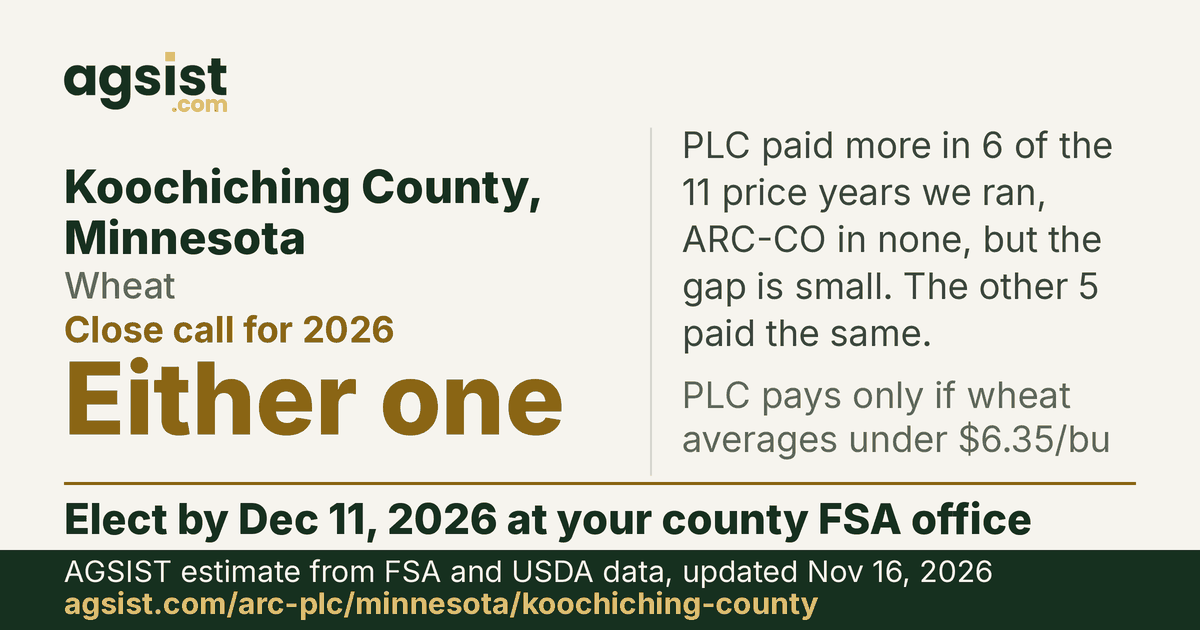 agsist
.com
Koochiching County,
Minnesota
Wheat
Close call for 2026
Either one
PLC paid more in 6 of the
11 price years we ran,
ARC-CO in none, but the
gap is small. The other 5
paid the same.
PLC pays only if wheat
averages under $6.35/bu
Elect by Dec 11, 2026 at your county FSA office
AGSIST estimate from FSA and USDA data, updated Nov 16, 2026
agsist.com/arc-plc/minnesota/koochiching-county